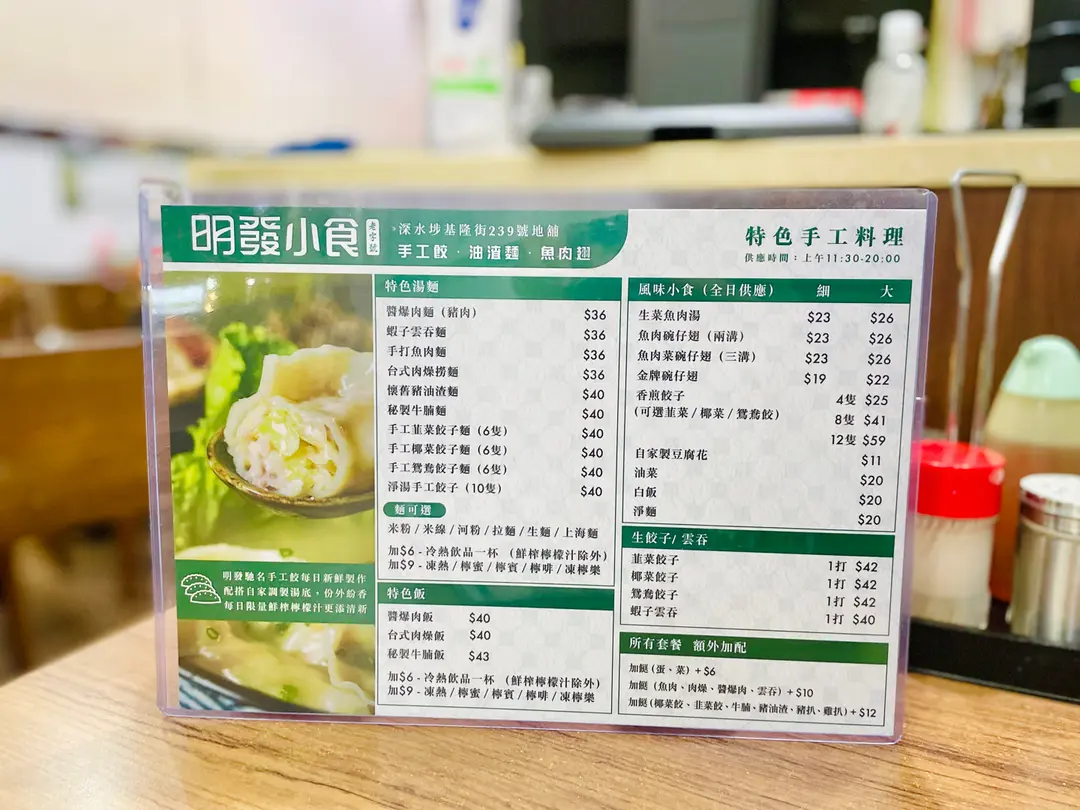 明發小食 老字號
深水埗基隆街239號地舖
手工餃 · 油渣麵 · 魚肉翅
特色手工料理
供應時間：上午11:30-20:00
特色湯麵
醬爆肉麵（豬肉） $36
蝦子雲吞麵 $36
手打魚肉麵 $36
台式肉燥撈麵 $36
懷舊豬油渣麵 $40
秘製牛腩麵 $40
手工韮菜餃子麵（6隻） $40
手工椰菜餃子麵（6隻） $40
手工鴛鴦餃子麵（6隻） $40
淨湯手工餃子（10隻） $40
麵可選
米粉/米線/河粉/拉麵/生麵/上海麵
加$6 - 冷熱飲品一杯 （鮮榨檸檬汁除外）
加$9 - 凍熱/檸蜜/檸賓/檸啡/凍檸樂
特色飯
醬爆肉飯 $40
台式肉燥飯 $40
秘製牛腩飯 $43
加$6 - 冷熱飲品一杯 （鮮榨檸檬汁除外）
加$9 - 凍熱/檸蜜/檸賓/檸啡/凍檸樂
明發馳名手工餃每日新鮮製作
配搭自家調製湯底，份外紛香
每日限量鮮榨檸檬汁更添清新
風味小食（全日供應） 細 大
生菜魚肉湯 $23 $26
魚肉碗仔翅（兩溝） $23 $26
魚肉菜碗仔翅（三溝） $23 $26
金牌碗仔翅 $19 $22
香煎餃子 4隻 $25
（可選韮菜/椰菜/鴛鴦餃） 8隻 $41
12隻 $59
自家製豆腐花 $11
油菜 $20
白飯 $20
淨麵 $20
生餃子/雲吞
韮菜餃子 1打 $42
椰菜餃子 1打 $42
鴛鴦餃子 1打 $42
蝦子雲吞 1打 $40
所有套餐 額外加配
加餸（蛋、菜）+$6
加餸（魚肉、肉燥、醬爆肉、雲吞）+$10
加餸（椰菜餃、韮菜餃、牛腩、豬油渣、豬扒、雞扒）+$12